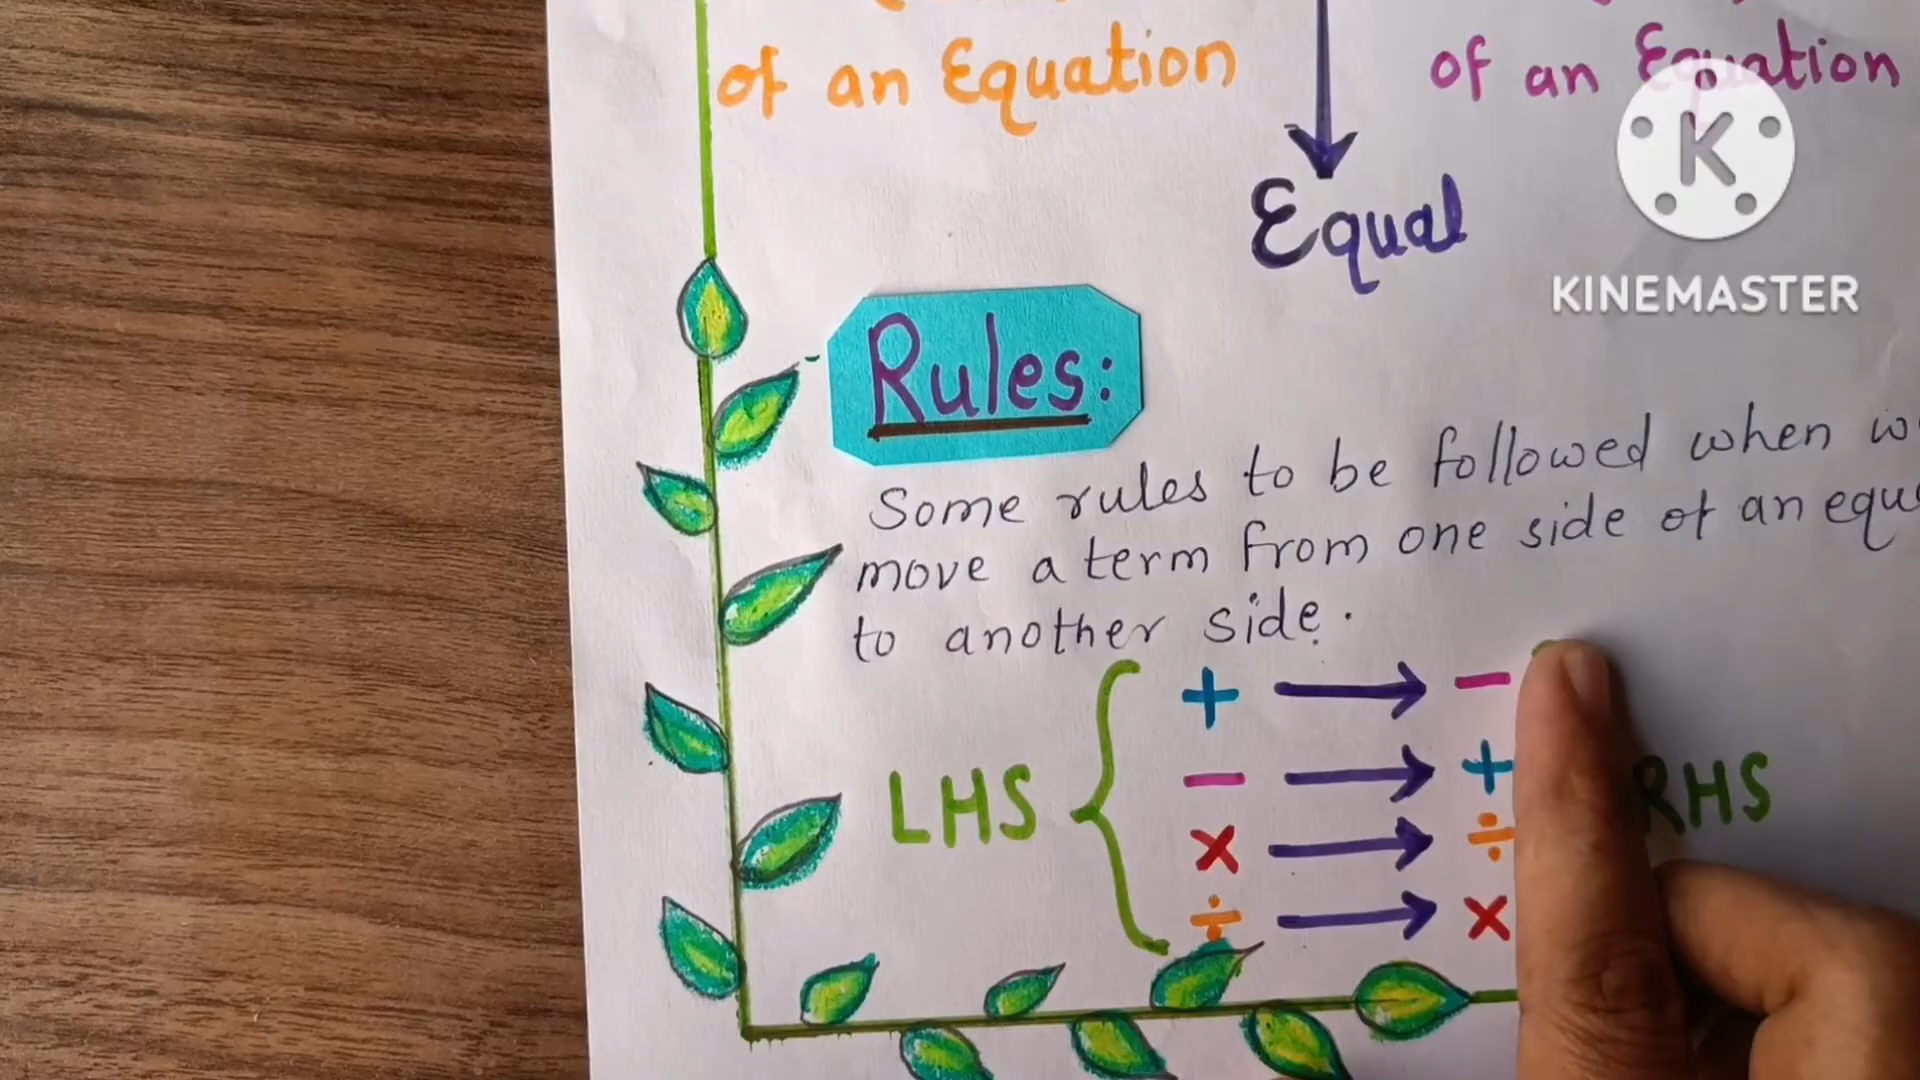 of an Equation
of an Equation
K
KINEMASTER
Equal
Rules:
Some rules to be followed when
move a term from one side of an
to another side.
LHS
+ → −
− → +
× → ÷
÷ → ×
RHS